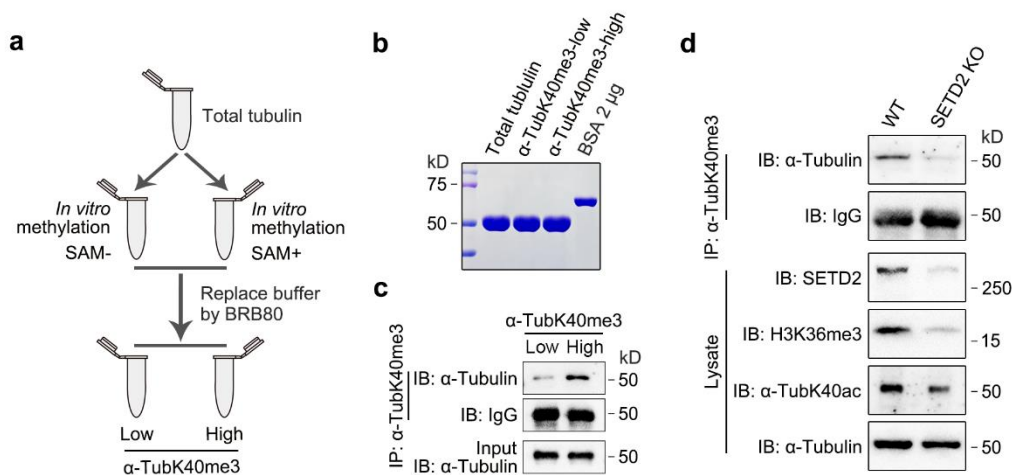 a
Total tubulin
In vitro
methylation
SAM-
In vitro
methylation
SAM+
Replace buffer
by BRB80
Low
High
α-TubK40me3
b
Total tublulin
α-TubK40me3-low
α-TubK40me3-high
BSA 2 µg
kD
75
50
c
α-TubK40me3
Low High
kD
IP: α-TubK40me3
IB: α-Tubulin
50
IB: IgG
50
Input
IB: α-Tubulin
50
d
WT
SETD2 KO
kD
IP: α-TubK40me3
IB: α-Tubulin
50
IB: IgG
50
Lysate
IB: SETD2
250
IB: H3K36me3
15
IB: α-TubK40ac
50
IB: α-Tubulin
50